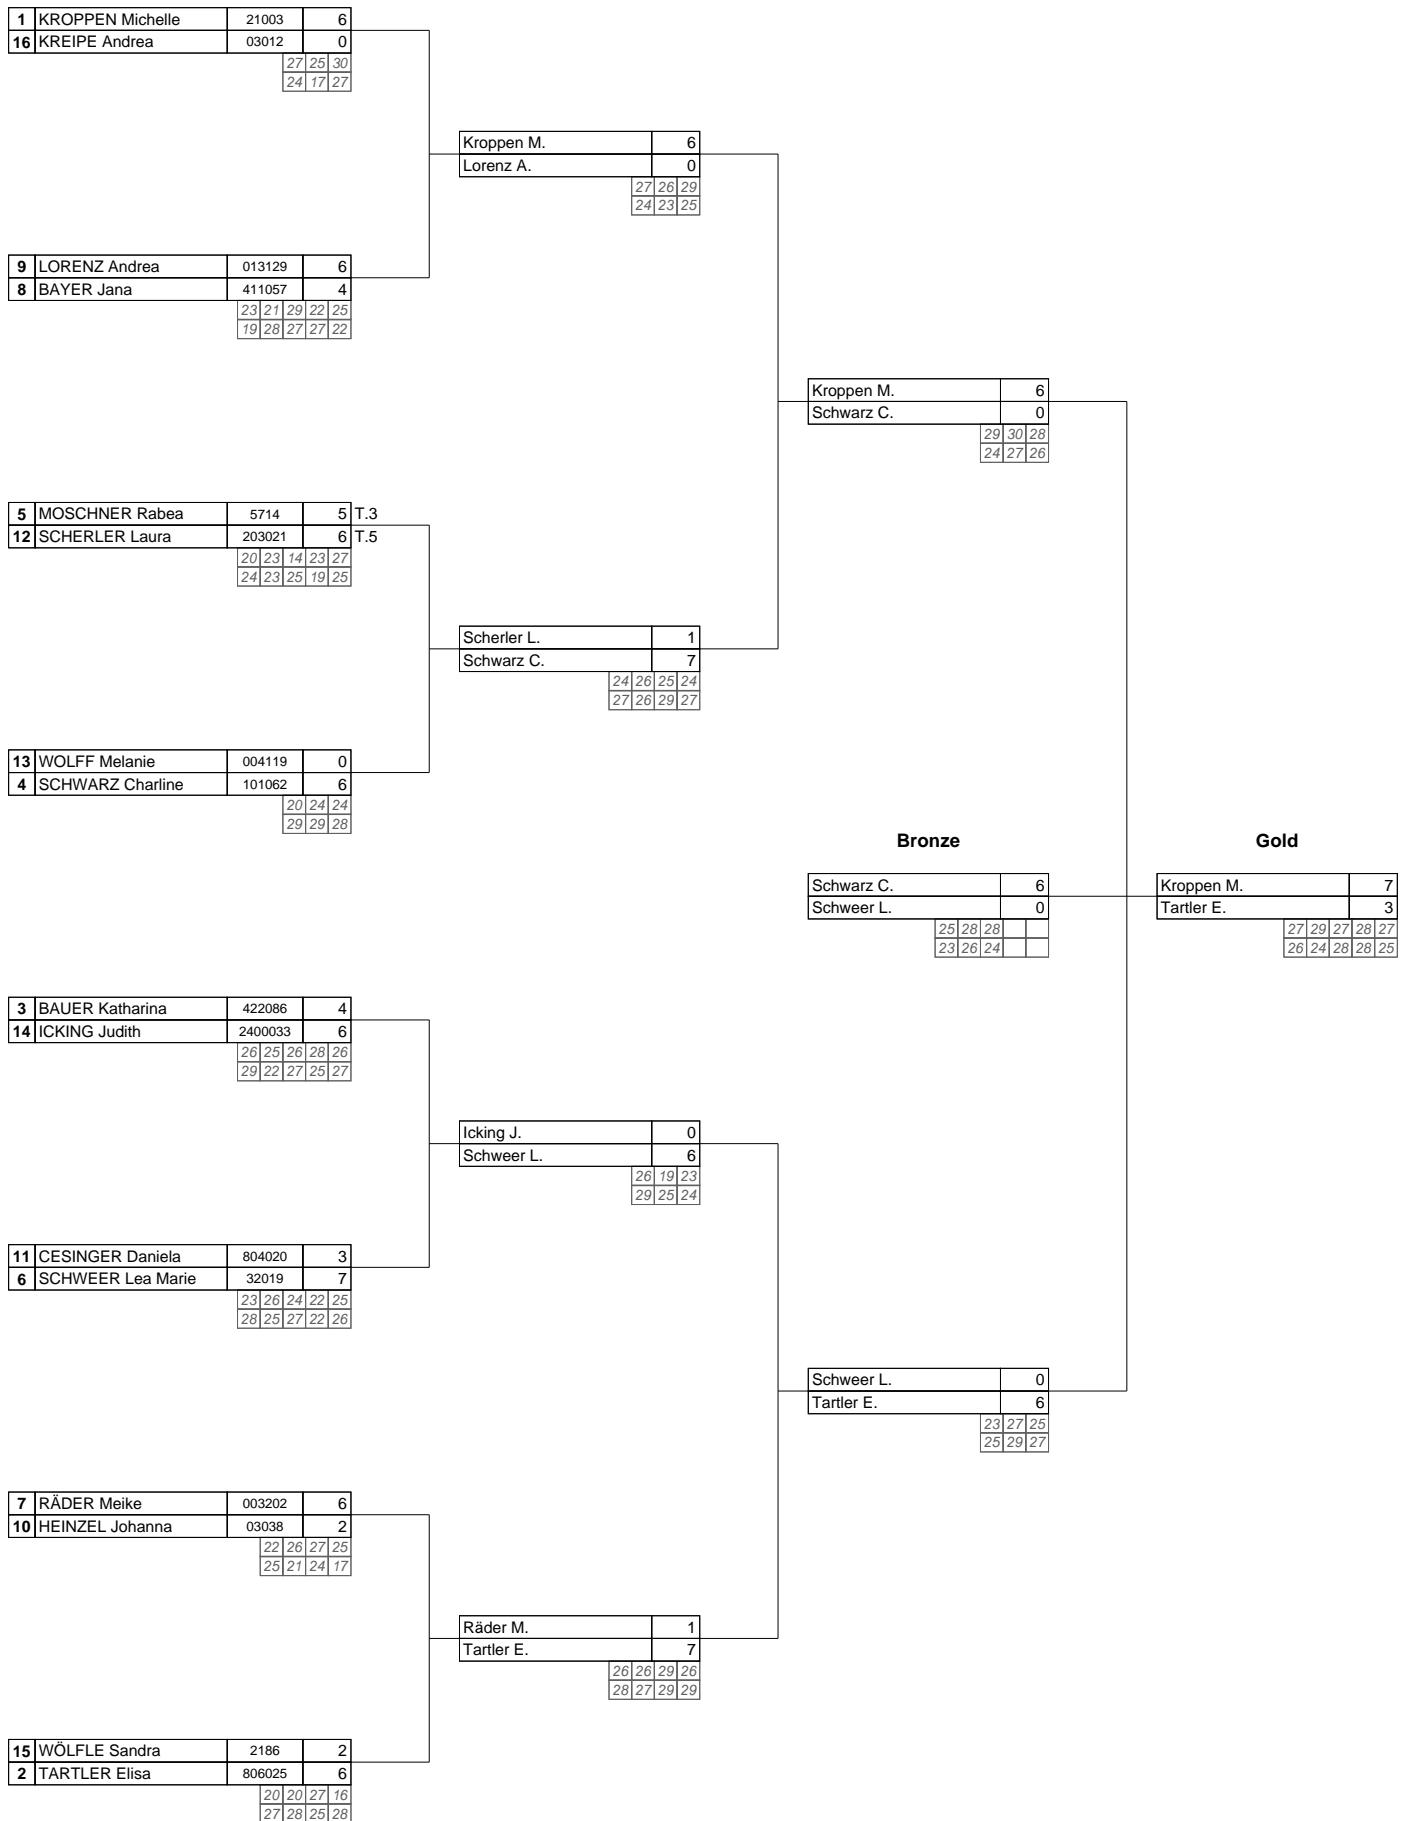 1 KROPPEN Michelle 21003 6
16 KREIPE Andrea 03012 0
27 25 30
24 17 27
Kroppen M. 6
Lorenz A. 0
27 26 29
24 23 25
9 LORENZ Andrea 013129 6
8 BAYER Jana 411057 4
23 21 29 22 25
19 28 27 27 22
Kroppen M. 6
Schwarz C. 0
29 30 28
24 27 26
5 MOSCHNER Rabea 5714 5 T.3
12 SCHERLER Laura 203021 6 T.5
20 23 14 23 27
24 23 25 19 25
Scherler L. 1
Schwarz C. 7
24 26 25 24
27 26 29 27
13 WOLFF Melanie 004119 0
4 SCHWARZ Charline 101062 6
20 24 24
29 29 28
Bronze Gold
Schwarz C. 6 Kroppen M. 7
Schweer L. 0 Tartler E. 3
25 28 28 27 29 27 28 27
23 26 24 26 24 28 28 25
3 BAUER Katharina 422086 4
14 ICKING Judith 2400033 6
26 25 26 28 26
29 22 27 25 27
Icking J. 0
Schweer L. 6
26 19 23
29 25 24
11 CESINGER Daniela 804020 3
6 SCHWEER Lea Marie 32019 7
23 26 24 22 25
28 25 27 22 26
Schweer L. 0
Tartler E. 6
23 27 25
25 29 27
7 RÄDER Meike 003202 6
10 HEINZEL Johanna 03038 2
22 26 27 25
25 21 24 17
Räder M. 1
Tartler E. 7
26 26 29 26
28 27 29 29
15 WÖLFLE Sandra 2186 2
2 TARTLER Elisa 806025 6
20 20 27 16
27 28 25 28